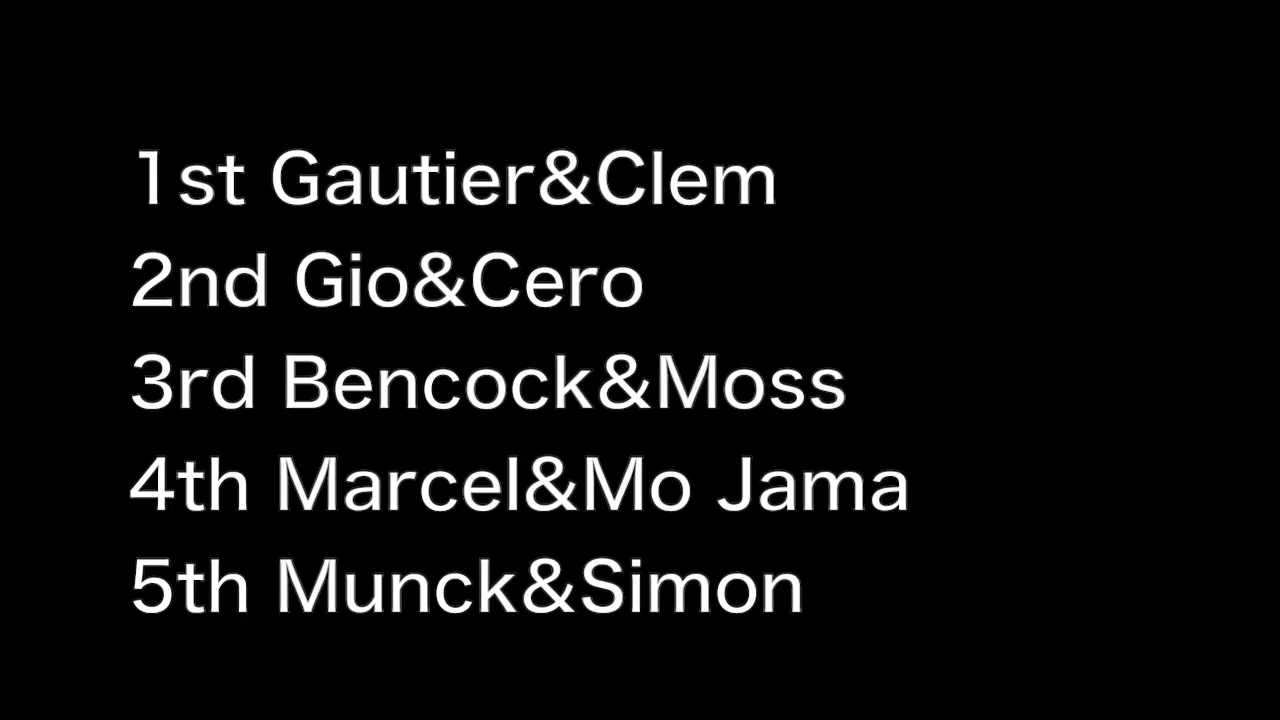 1st Gautier&Clem
2nd Gio&Cero
3rd Bencock&Moss
4th Marcel&Mo Jama
5th Munck&Simon